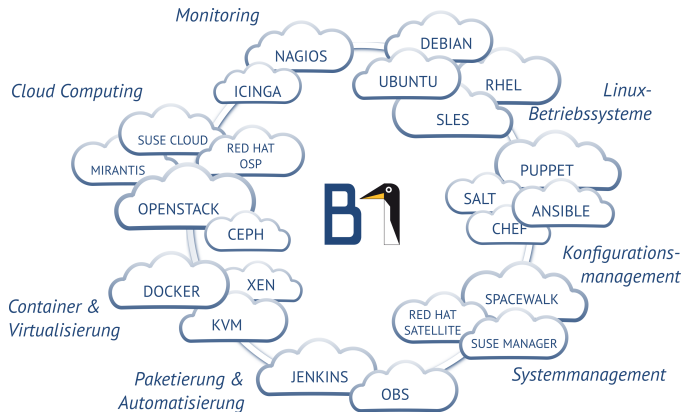 Monitoring
NAGIOS
ICINGA
DEBIAN
UBUNTU
RHEL
SLES
Linux-
Betriebssysteme
Cloud Computing
SUSE CLOUD
MIRANTIS
RED HAT
OSP
OPENSTACK
CEPH
B1
PUPPET
SALT
ANSIBLE
CHEF
Konfigurations-
management
DOCKER
XEN
KVM
Container &
Virtualisierung
SPACEWALK
RED HAT
SATELLITE
SUSE MANAGER
Systemmanagement
JENKINS
OBS
Paketierung &
Automatisierung